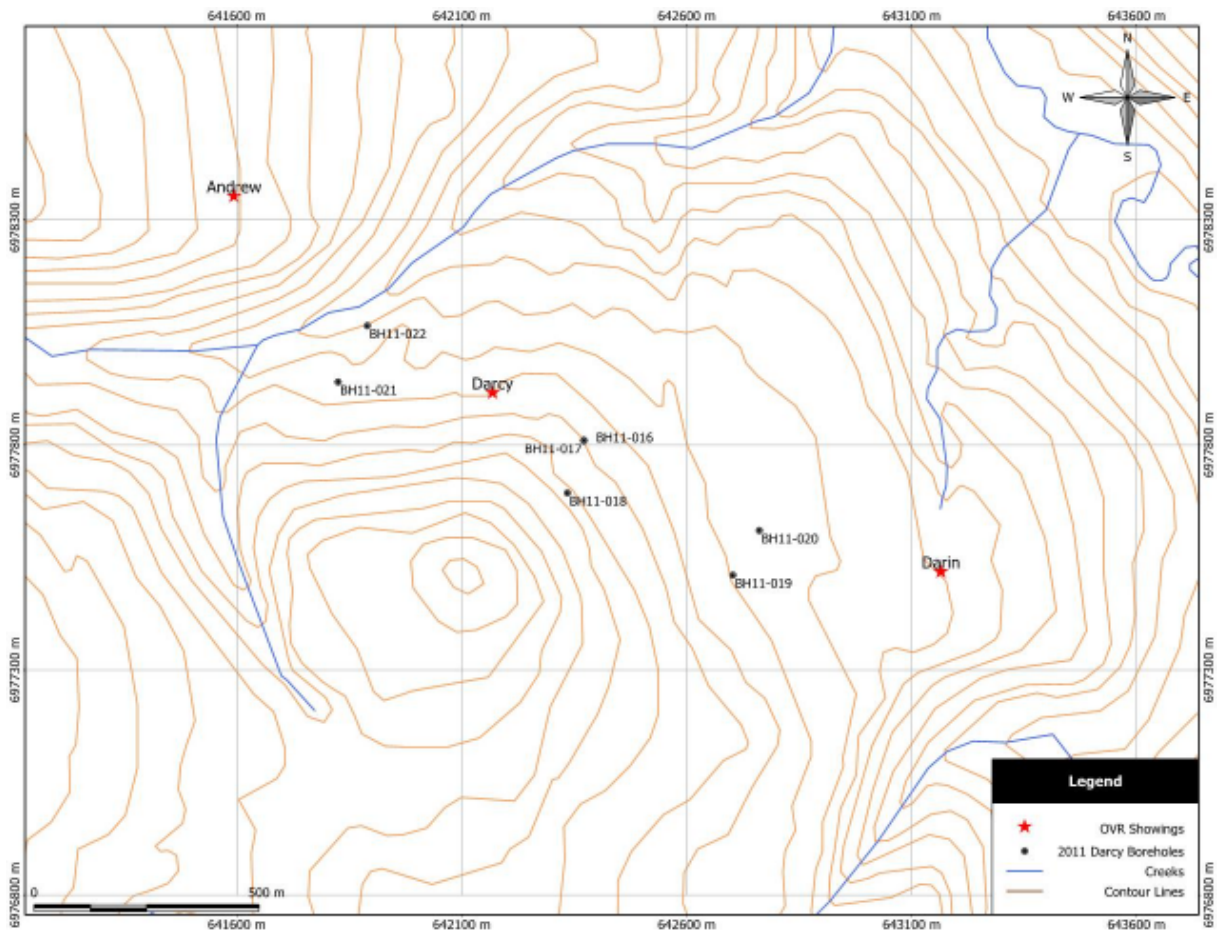 641600 m 642100 m 642600 m 643100 m 643600 m
N
W E
S
Andrew
6978300 m 6978300 m
BH11-022
Darcy
BH11-021
BH11-016
6977800 m BH11-017 6977800 m
BH11-018
BH11-020
Darin
BH11-019
6977300 m 6977300 m
Legend
OVR Showings
2011 Darcy Boreholes
Creeks
Contour Lines
6976800 m 6976800 m
0 500 m
641600 m 642100 m 642600 m 643100 m 643600 m